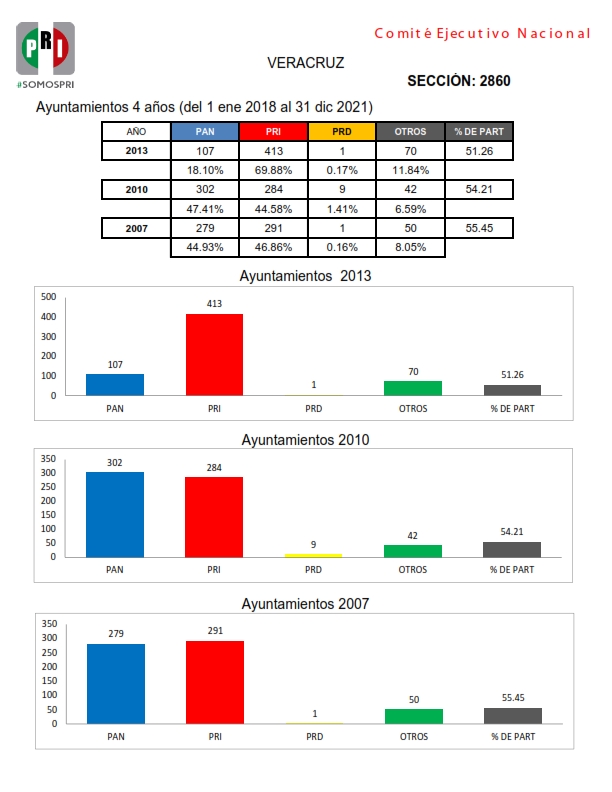 Comité Ejecutivo Nacional
PRI
#SOMOSPRI
VERACRUZ
SECCIÓN: 2860
Ayuntamientos 4 años (del 1 ene 2018 al 31 dic 2021)
AÑO PAN PRI PRD OTROS % DE PART
2013 107 413 1 70 51.26
18.10% 69.88% 0.17% 11.84%
2010 302 284 9 42 54.21
47.41% 44.58% 1.41% 6.59%
2007 279 291 1 50 55.45
44.93% 46.86% 0.16% 8.05%
Ayuntamientos 2013
500
400
300
200
100
0
107 413 1 70 51.26
PAN PRI PRD OTROS % DE PART
Ayuntamientos 2010
350
300
250
200
150
100
50
0
302 284 9 42 54.21
PAN PRI PRD OTROS % DE PART
Ayuntamientos 2007
350
300
250
200
150
100
50
0
279 291 1 50 55.45
PAN PRI PRD OTROS % DE PART